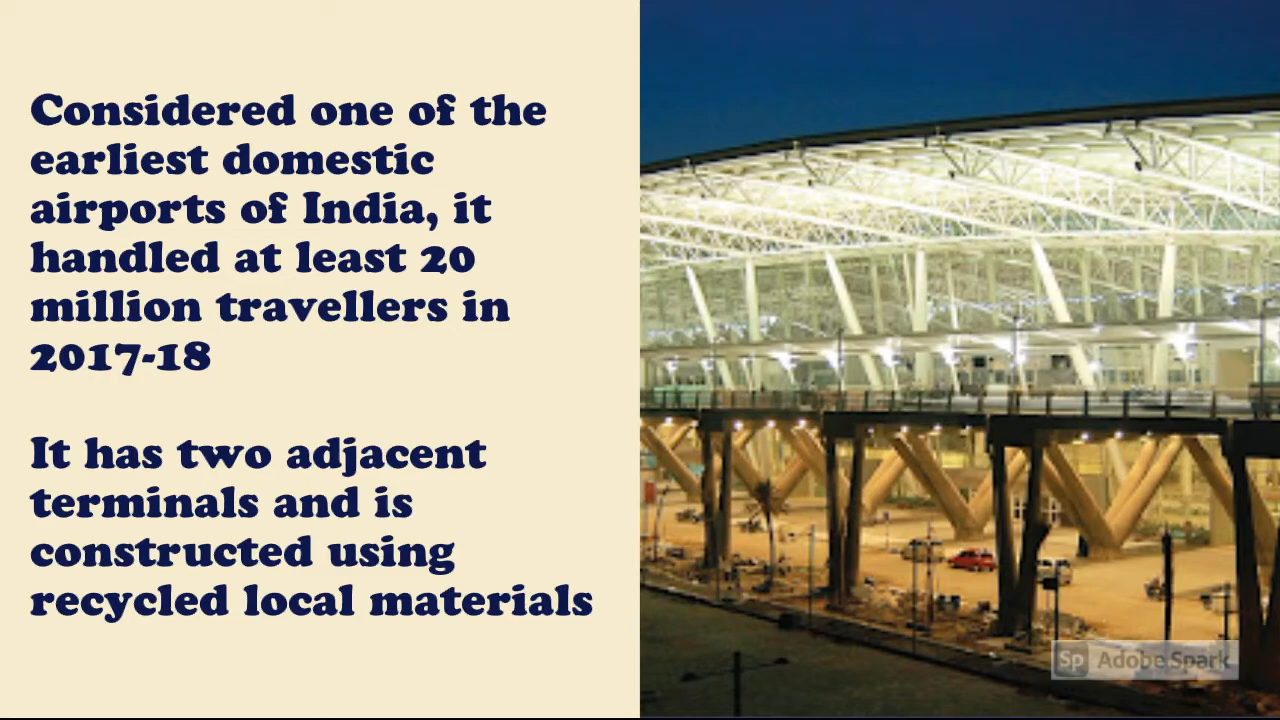 Considered one of the
earliest domestic
airports of India, it
handled at least 20
million travellers in
2017-18
It has two adjacent
terminals and is
constructed using
recycled local materials
Sp Adobe Spark